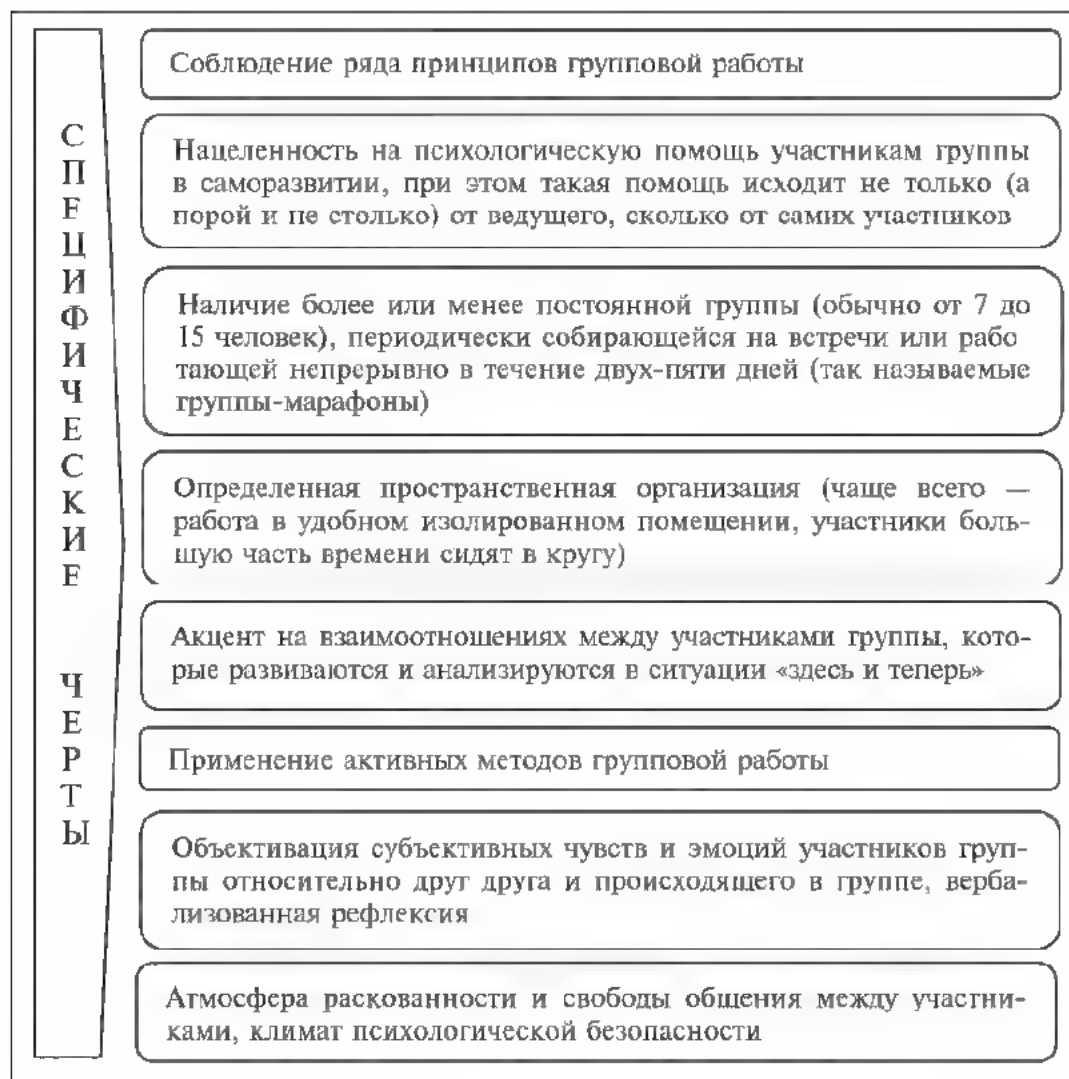 СПЕЦИФИЧЕСКИЕ ЧЕРТЫ
Соблюдение ряда принципов групповой работы
Нацеленность на психологическую помощь участникам группы
в саморазвитии, при этом такая помощь исходит не только (а
порой и не столько) от ведущего, сколько от самих участников
Наличие более или менее постоянной группы (обычно от 7 до
15 человек), периодически собирающейся на встречи или рабо
тающей непрерывно в течение двух-пяти дней (так называемые
группы-марафоны)
Определенная пространственная организация (чаще всего —
работа в удобном изолированном помещении, участники боль-
шую часть времени сидят в кругу)
Акцент на взаимоотношениях между участниками группы, кото-
рые развиваются и анализируются в ситуации «здесь и теперь»
Применение активных методов групповой работы
Объективация субъективных чувств и эмоций участников груп-
пы относительно друг друга и происходящего в группе, верба-
лизованная рефлексия
Атмосфера раскованности и свободы общения между участни-
ками, климат психологической безопасности